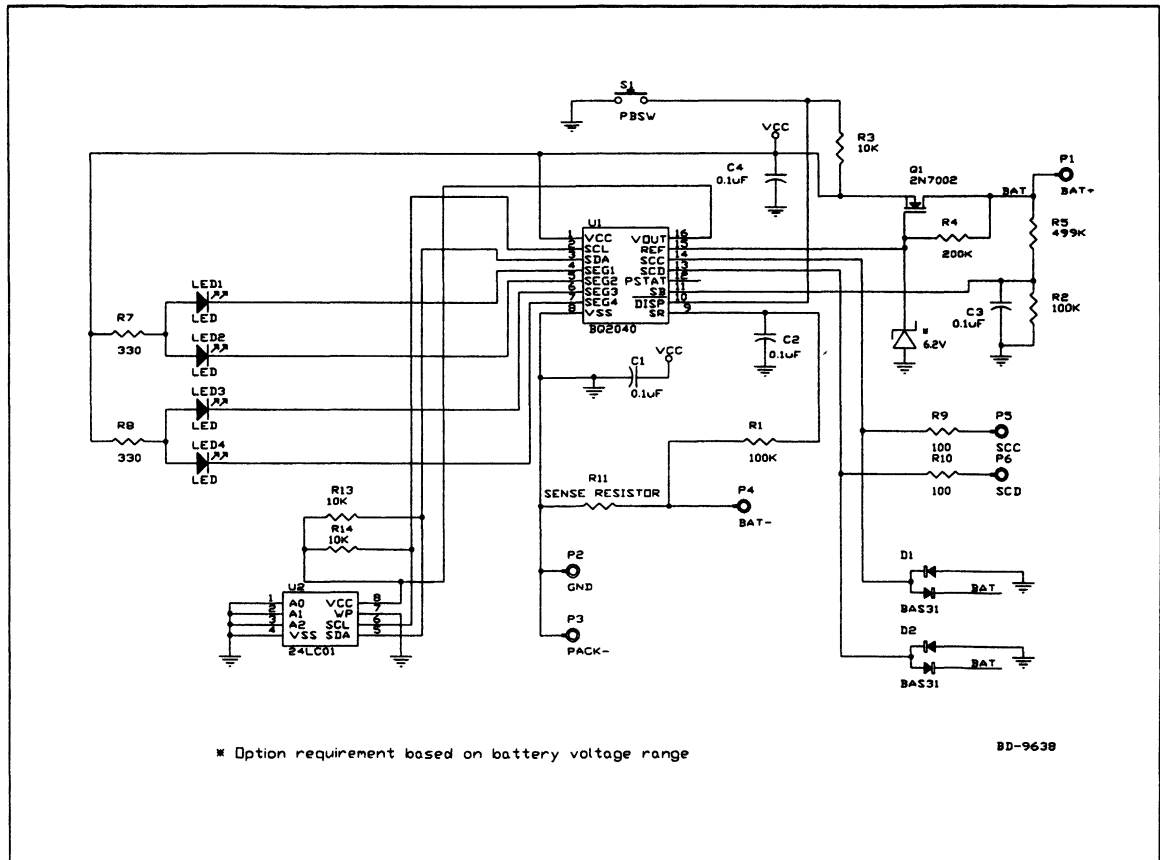 S1
PBSW
VCC
R3
10K
C4
0.1uF
Q1
2N7002
BAT
P1
BAT+
R4
200K
R5
499K
U1
1 VCC VOUT 16
2 SCL REF 15
3 SDA SCC 14
4 SEG1 SCD 13
5 SEG2 PSTAT 12
6 SEG3 SB 11
7 SEG4 DISP 10
8 VSS SR 9
BQ2040
LED1
LED
R7
330
LED2
LED
LED3
LED
R8
330
LED4
LED
C3
0.1uF
R2
100K
*
6.2V
C2
0.1uF
C1
0.1uF
VCC
R1
100K
R9
100
P5
SCC
R10
100
P6
SCD
R11
SENSE RESISTOR
P4
BAT-
R13
10K
R14
10K
P2
GND
P3
PACK-
U2
1 A0 VCC 8
2 A1 WP 7
3 A2 SCL 6
4 VSS SDA 5
24LC01
D1
BAT
BAS31
D2
BAT
BAS31
* Option requirement based on battery voltage range
BD-9638